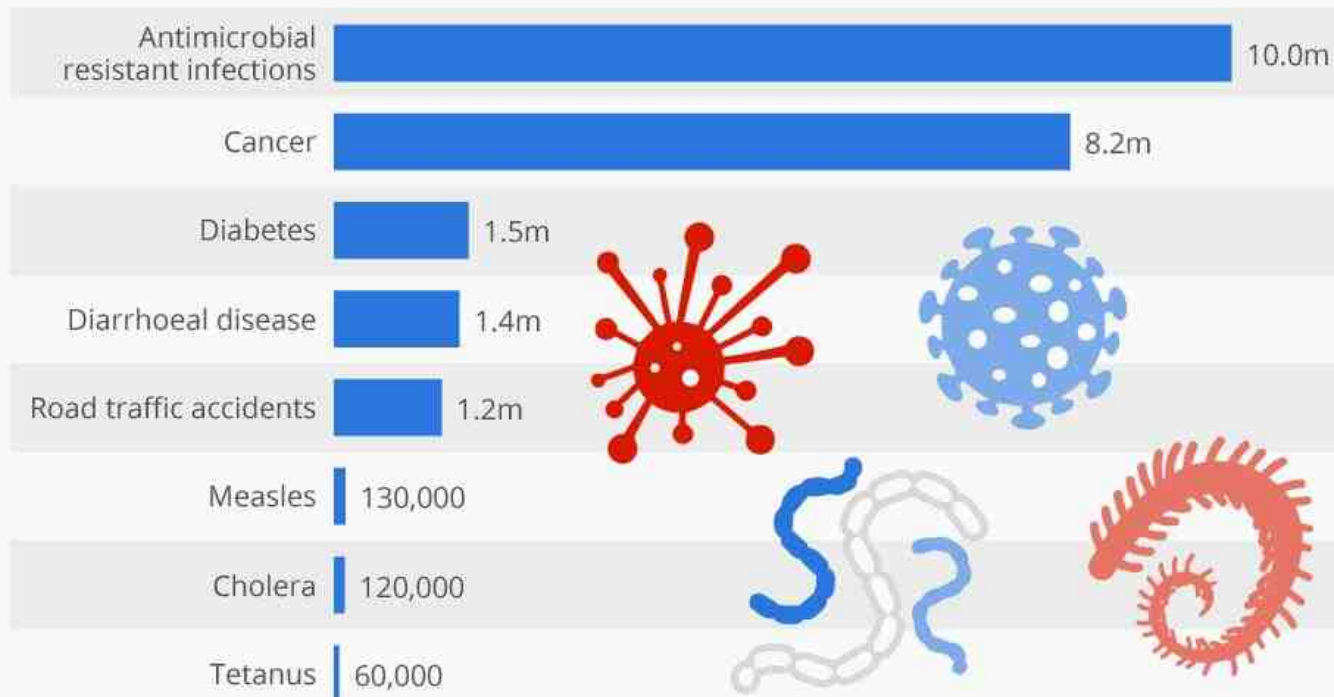 Antimicrobial
resistant infections
10.0m
Cancer
8.2m
Diabetes
1.5m
Diarrhoeal disease
1.4m
Road traffic accidents
1.2m
Measles
130,000
Cholera
120,000
Tetanus
60,000